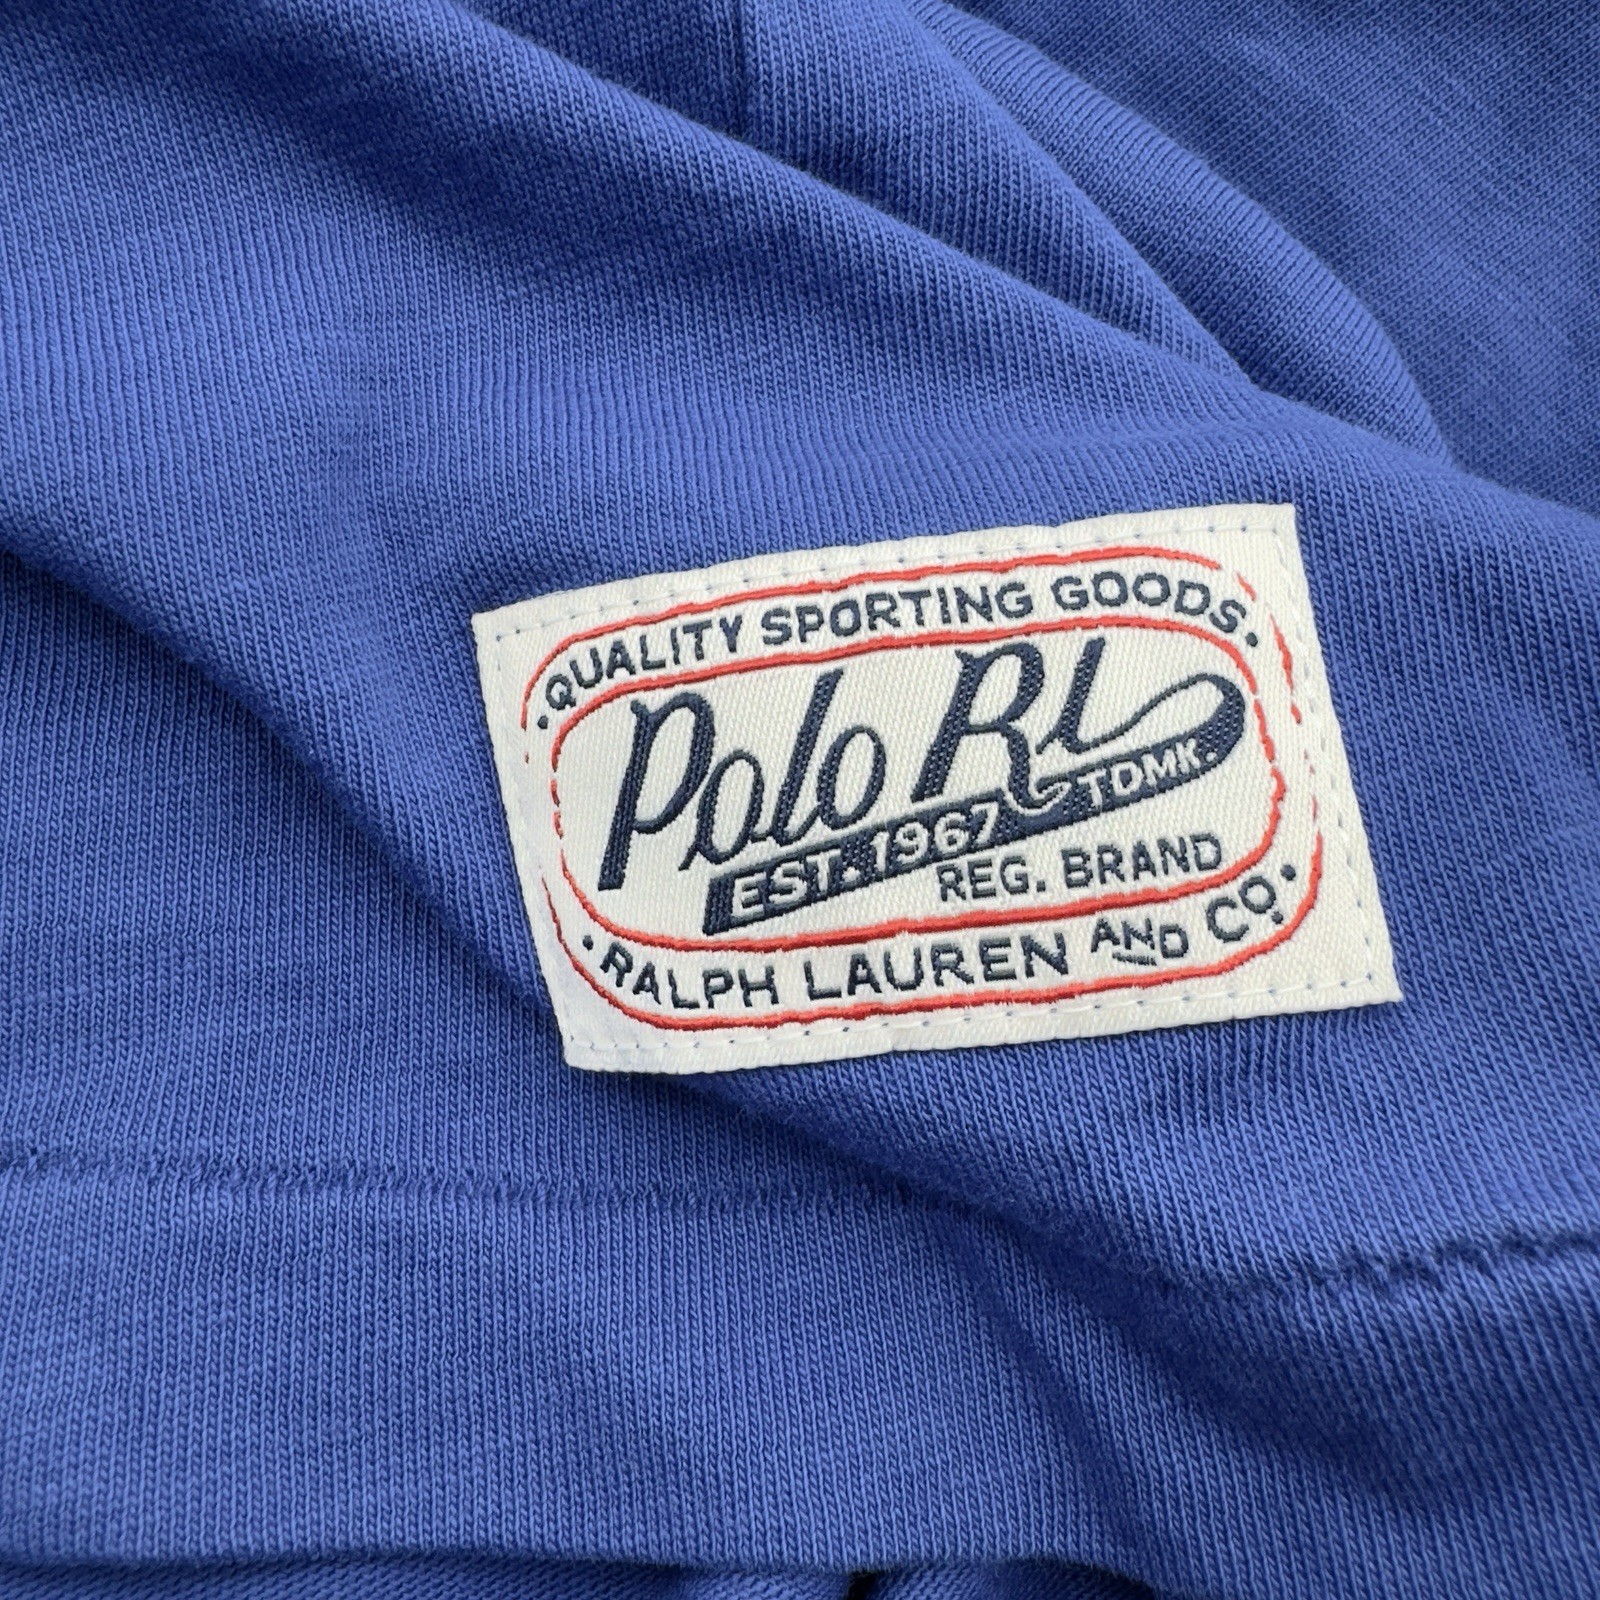 · QUALITY SPORTING GOODS ·
Polo RL
EST. 1967 TDMK.
REG. BRAND
· RALPH LAUREN AND CO. ·